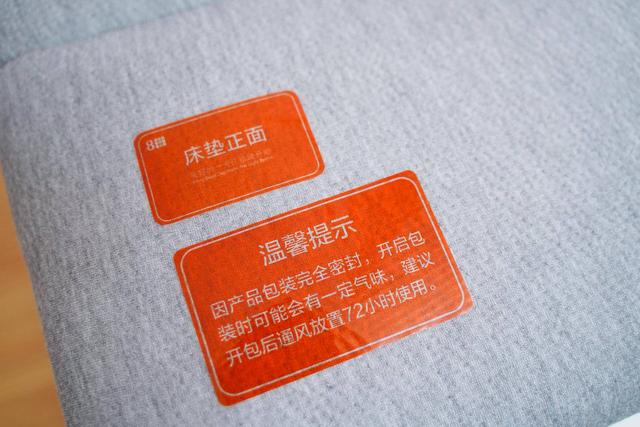 8H
床垫正面
温馨提示
因产品包装完全密封，开启包
装时可能会有一定气味，建议
开包后通风放置72小时使用。